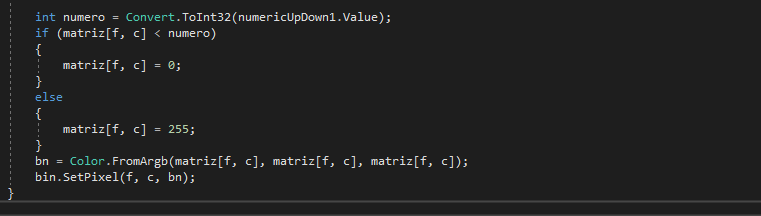 int numero = Convert.ToInt32(numericUpDown1.Value);
if (matriz[f, c] < numero)
{
matriz[f, c] = 0;
}
else
{
matriz[f, c] = 255;
}
bn = Color.FromArgb(matriz[f, c], matriz[f, c], matriz[f, c]);
bin.SetPixel(f, c, bn);
}